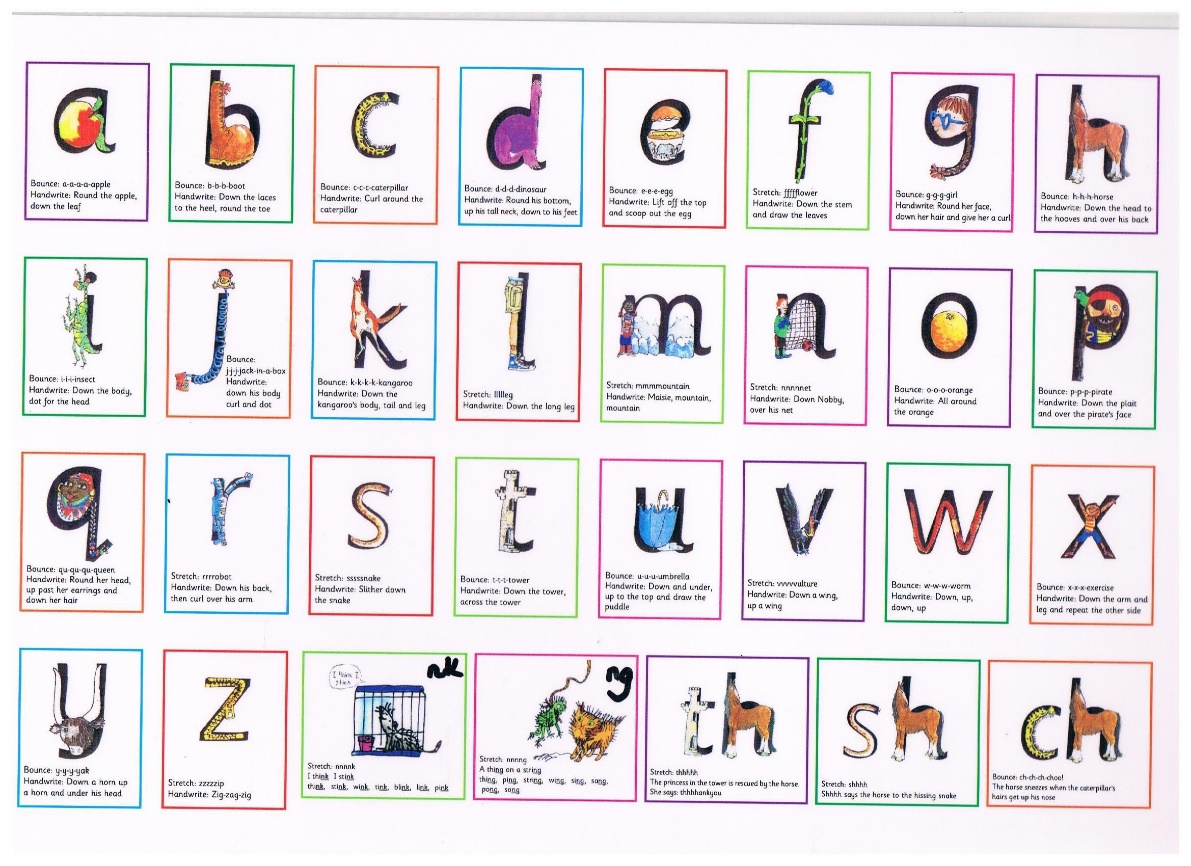 a
Bounce: a-a-a-a-apple
Handwrite: Round the apple,
down the leaf
b
Bounce: b-b-b-boot
Handwrite: Down the laces
to the heel, round the toe
c
Bounce: c-c-c-caterpillar
Handwrite: Curl around the
caterpillar
d
Bounce: d-d-d-dinosaur
Handwrite: Round his bottom,
up his tall neck, down to his feet
e
Bounce: e-e-e-egg
Handwrite: Lift off the top
and scoop out the egg
f
Stretch: ffffflower
Handwrite: Down the stem
and draw the leaves
g
Bounce: g-g-g-girl
Handwrite: Round her face,
down her hair and give her a curl
h
Bounce: h-h-h-horse
Handwrite: Down the head to
the hooves and over his back
i
Bounce: i-i-i-insect
Handwrite: Down the body,
dot for the head
j
Bounce:
j-j-j-jack-in-a-box
Handwrite:
down his body
curl and dot
k
Bounce: k-k-k-k-kangaroo
Handwrite: Down the
kangaroo's body, tail and leg
l
Stretch: llllleg
Handwrite: Down the long leg
m
Stretch: mmmmountain
Handwrite: Maisie, mountain,
mountain
n
Stretch: nnnnnet
Handwrite: Down Nobby,
over his net
o
Bounce: o-o-o-orange
Handwrite: All around
the orange
p
Bounce: p-p-p-pirate
Handwrite: Down the plait
and over the pirate's face
q
Bounce: qu-qu-qu-queen
Handwrite: Round her head,
up past her earrings and
down her hair
r
Stretch: rrrrobot
Handwrite: Down his back,
then curl over his arm
s
Stretch: sssssnake
Handwrite: Slither down
the snake
t
Bounce: t-t-t-tower
Handwrite: Down the tower,
across the tower
u
Bounce: u-u-u-umbrella
Handwrite: Down and under,
up to the top and draw the
puddle
v
Stretch: vvvvvulture
Handwrite: Down a wing,
up a wing
w
Bounce: w-w-w-worm
Handwrite: Down, up,
down, up
x
Bounce: x-x-x-exercise
Handwrite: Down the arm and
leg and repeat the other side
y
Bounce: y-y-y-yak
Handwrite: Down a horn up
a horn and under his head
z
Stretch: zzzzzip
Handwrite: Zig-zag-zig
nk
I think I
stink
Stretch: nnnnk
I think I stink
think, stink, wink, tink, blink, link, pink
ng
Stretch: nnnng
A thing on a string
thing, ping, string, wing, sing, sang,
pong, song
th
Stretch: thhhhh
The princess in the tower is rescued by the horse.
She says: thhhhankyou
sh
Stretch: shhhh
Shhhh says the horse to the hissing snake
ch
Bounce: ch-ch-ch-choo!
The horse sneezes when the caterpillar's
hairs get up his nose